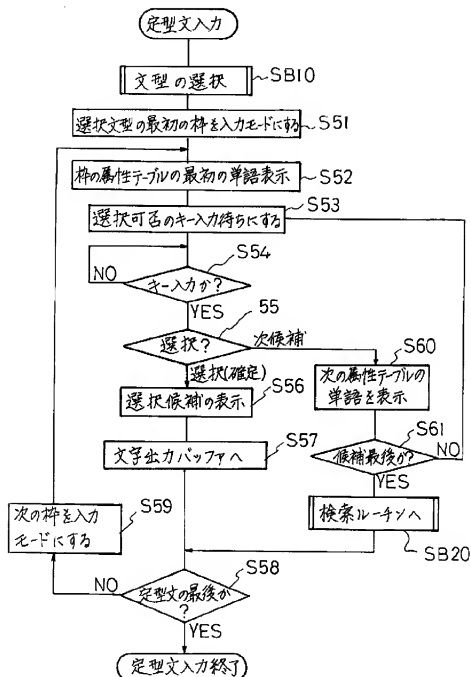 定型文入力
文型の選択
SB10
選択文型の最初の枠を入力モードにする
S51
枠の属性テーブルの最初の単語表示
S52
選択可否のキー入力待ちにする
S53
S54
NO
キー入力か?
YES
55
選択?
次候補
選択(確定)
S56
選択候補の表示
S57
文字出力バッファへ
S60
次の属性テーブルの
単語を表示
S61
候補最後か?
NO
YES
検索ルーチンへ
SB20
S59
次の枠を入力
モードにする
S58
NO
定型文の最後か
?
YES
定型文入力終了